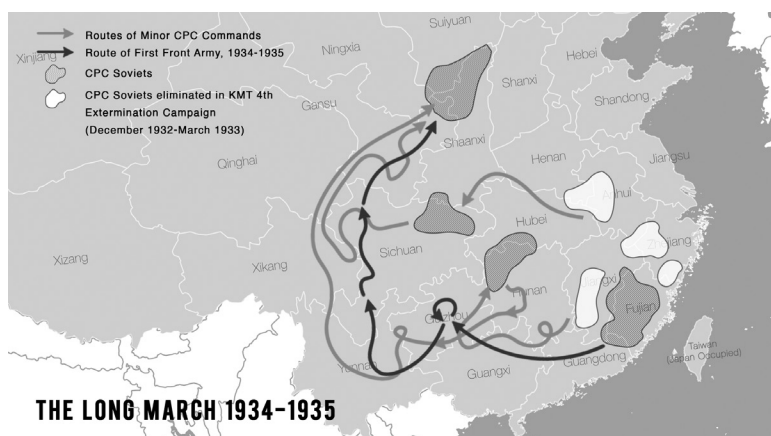 Routes of Minor CPC Commands
Route of First Front Army, 1934-1935
CPC Soviets
CPC Soviets eliminated in KMT 4th
Extermination Campaign
(December 1932-March 1933)
Suiyuan
Ningxia
Hebei
Xinjiang
Shanxi
Gansu
Shandong
Shaanxi
Qinghai
Henan
Jiangsu
Anhui
Hubei
Zhejiang
Sichuan
Xizang
Xikang
Jiangxi
Hunan
Fujian
Guizhou
Taiwan
(Japan Occupied)
Yunnan
Guangdong
Guangxi
THE LONG MARCH 1934-1935